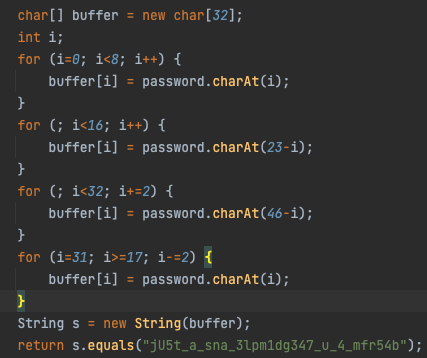 char[] buffer = new char[32];
int i;
for (i=0; i<8; i++) {
buffer[i] = password.charAt(i);
}
for (; i<16; i++) {
buffer[i] = password.charAt(23-i);
}
for (; i<32; i+=2) {
buffer[i] = password.charAt(46-i);
}
for (i=31; i>=17; i-=2) {
buffer[i] = password.charAt(i);
}
String s = new String(buffer);
return s.equals("jU5t_a_sna_3lpm1dg347_u_4_mfr54b");